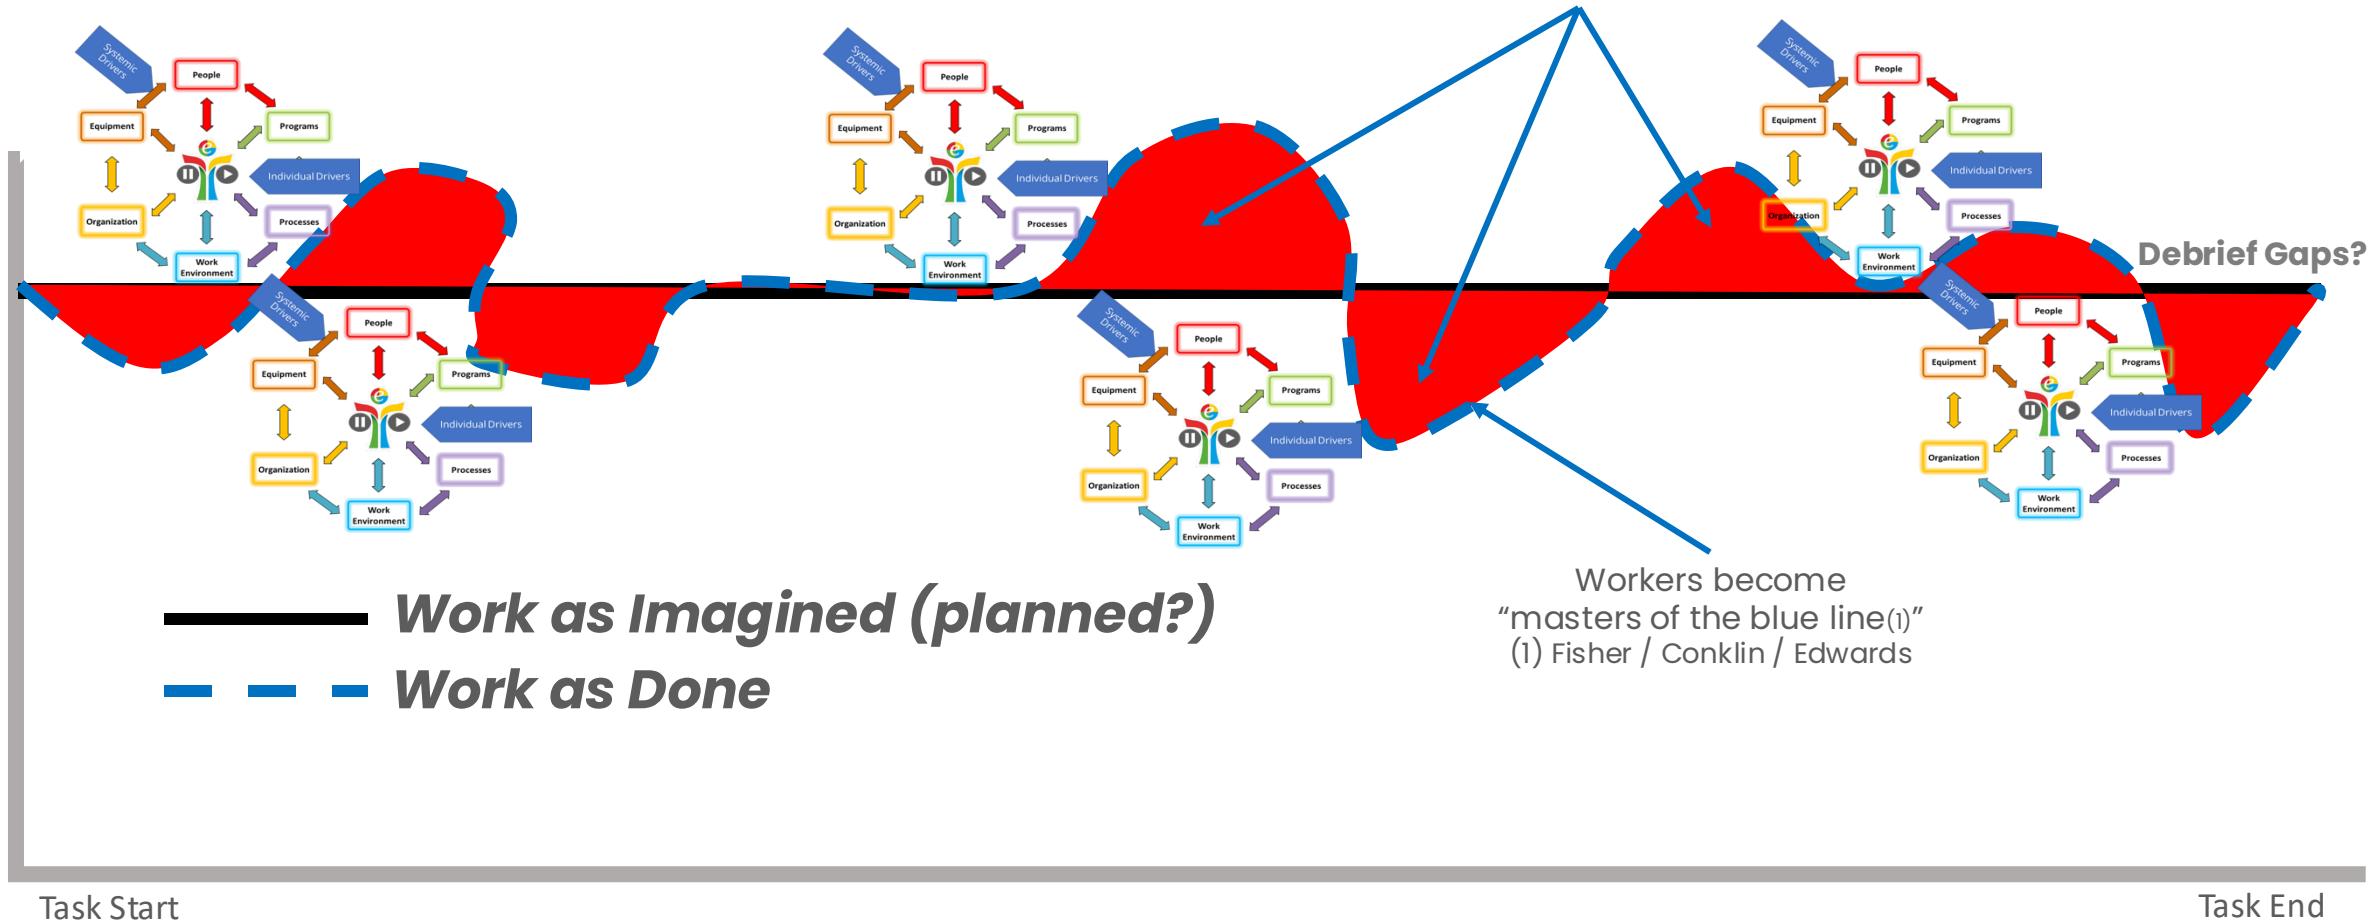 Systemic
Drivers
People
Equipment
Programs
Individual Drivers
Organization
Processes
Work
Environment
Systemic
Drivers
People
Equipment
Programs
Individual Drivers
Organization
Processes
Work
Environment
Systemic
Drivers
People
Equipment
Programs
Individual Drivers
Organization
Processes
Work
Environment
Debrief Gaps?
Systemic
Drivers
People
Equipment
Programs
Individual Drivers
Organization
Processes
Work
Environment
Systemic
Drivers
People
Equipment
Programs
Individual Drivers
Organization
Processes
Work
Environment
Systemic
Drivers
People
Equipment
Programs
Individual Drivers
Organization
Processes
Work
Environment
Work as Imagined (planned?)
Work as Done
Workers become
“masters of the blue line(1)”
(1) Fisher / Conklin / Edwards
Task Start
Task End